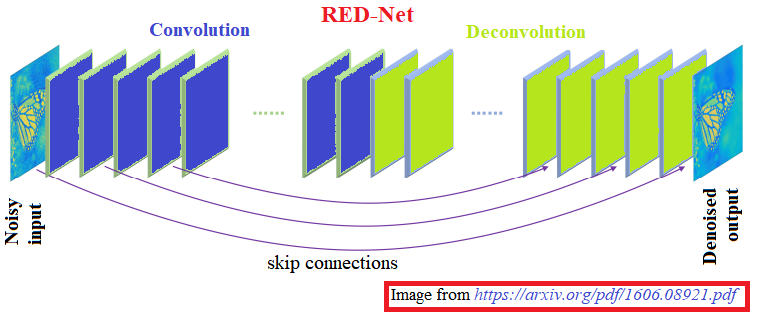 RED-Net
Convolution
Deconvolution
Noisy
input
Denoised
output
skip connections
Image from https://arxiv.org/pdf/1606.08921.pdf